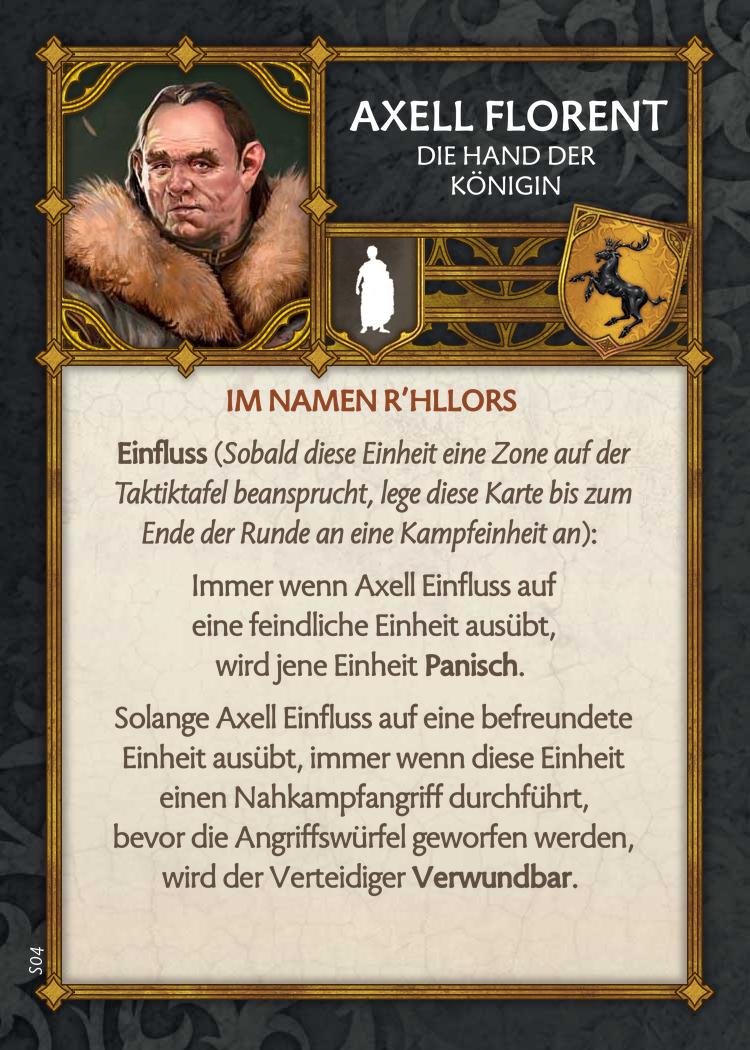 AXELL FLORENT
DIE HAND DER
KÖNIGIN
IM NAMEN R'HLLORS
Einfluss (Sobald diese Einheit eine Zone auf der
Taktiktafel beansprucht, lege diese Karte bis zum
Ende der Runde an eine Kampfeinheit an):
Immer wenn Axell Einfluss auf
eine feindliche Einheit ausübt,
wird jene Einheit Panisch.
Solange Axell Einfluss auf eine befreundete
Einheit ausübt, immer wenn diese Einheit
einen Nahkampfangriff durchführt,
bevor die Angriffswürfel geworfen werden,
wird der Verteidiger Verwundbar.
S04